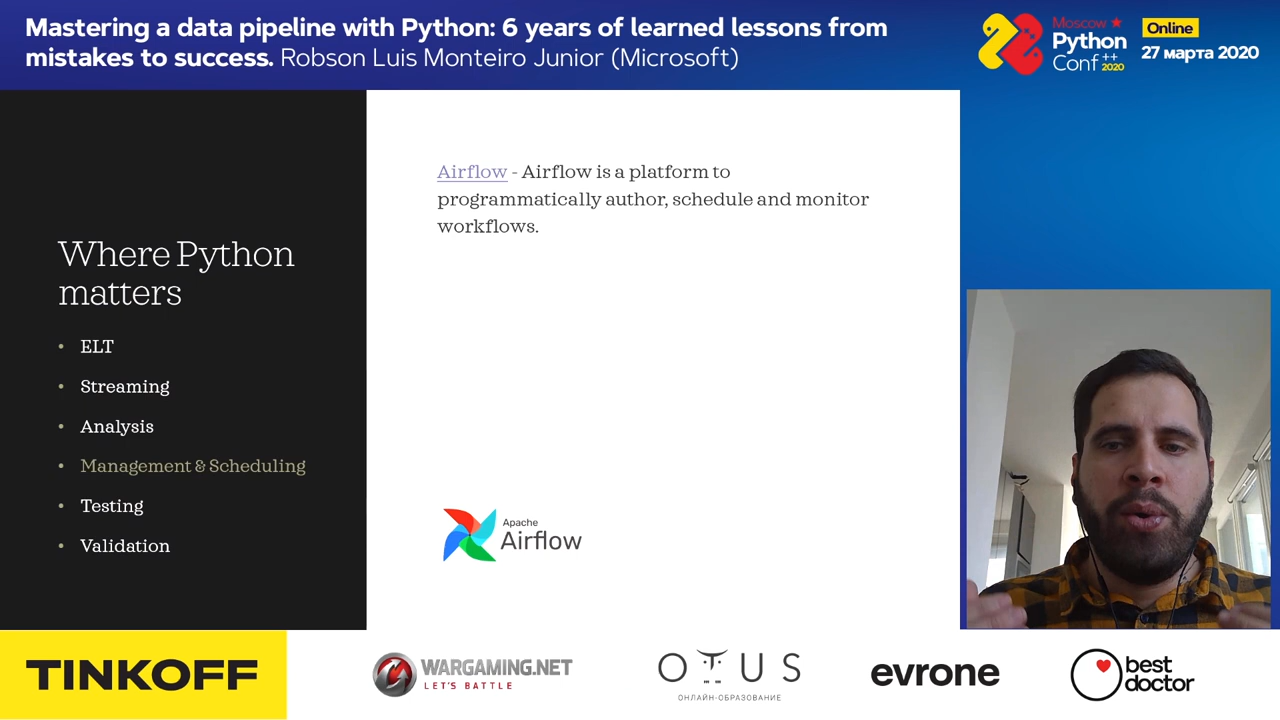 Mastering a data pipeline with Python: 6 years of learned lessons from
mistakes to success. Robson Luis Monteiro Junior (Microsoft)
Moscow
Python
Conf ++
2020
Online
27 марта 2020
Where Python
matters
• ELT
• Streaming
• Analysis
• Management & Scheduling
• Testing
• Validation
Airflow - Airflow is a platform to
programmatically author, schedule and monitor
workflows.
Apache
Airflow
TINKOFF
WARGAMING.NET
LET'S BATTLE
OTUS
ОНЛАЙН-ОБРАЗОВАНИЕ
evrone
best
doctor